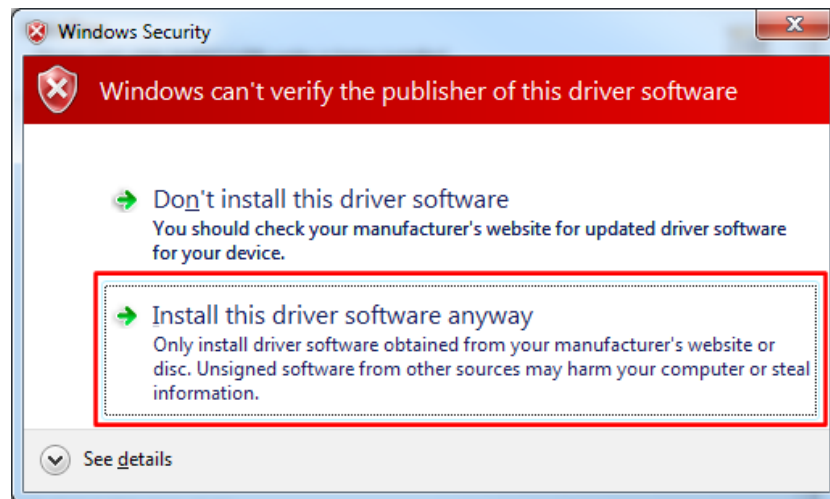 Windows Security
Windows can't verify the publisher of this driver software
Don't install this driver software
You should check your manufacturer's website for updated driver software
for your device.
Install this driver software anyway
Only install driver software obtained from your manufacturer's website or
disc. Unsigned software from other sources may harm your computer or steal
information.
See details